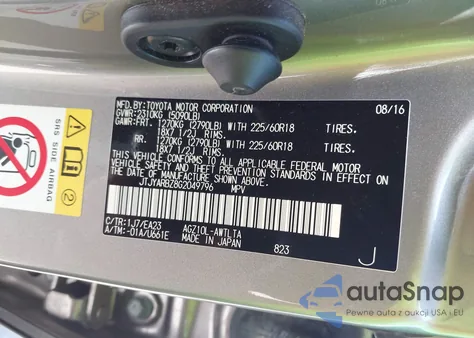 MFD.BY:TOYOTA MOTOR CORPORATION 08/16
GVWR:2310KG (5090LB)
GAWR:FRT. 1270KG (2790LB) WITH 225/60R18 TIRES.
18X7 1/2J RIMS.
RR. 1270KG (2790LB) WITH 225/60R18 TIRES.
18X7 1/2J RIMS.
THIS VEHICLE CONFORMS TO ALL APPLICABLE FEDERAL MOTOR
VEHICLE SAFETY AND THEFT PREVENTION STANDARDS IN EFFECT ON
THE DATE OF MANUFACTURE SHOWN ABOVE.
JTJYARBZ8G2049796 MPV
C/TR:1J7/EA23 AGZ10L-AWTLTA
A/TM:-01A/U661E MADE IN JAPAN 823 J
SRS SIDE AIRBAG
autoSnap
Pewne auta z aukcji USA i EU